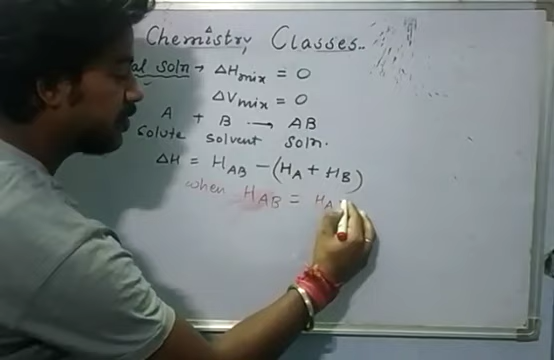 Chemistry Classes..
al soln → ΔHmix = 0
ΔVmix = 0
A + B → AB
solute solvent soln.
ΔH = HAB - (HA + HB)
when HAB = HA